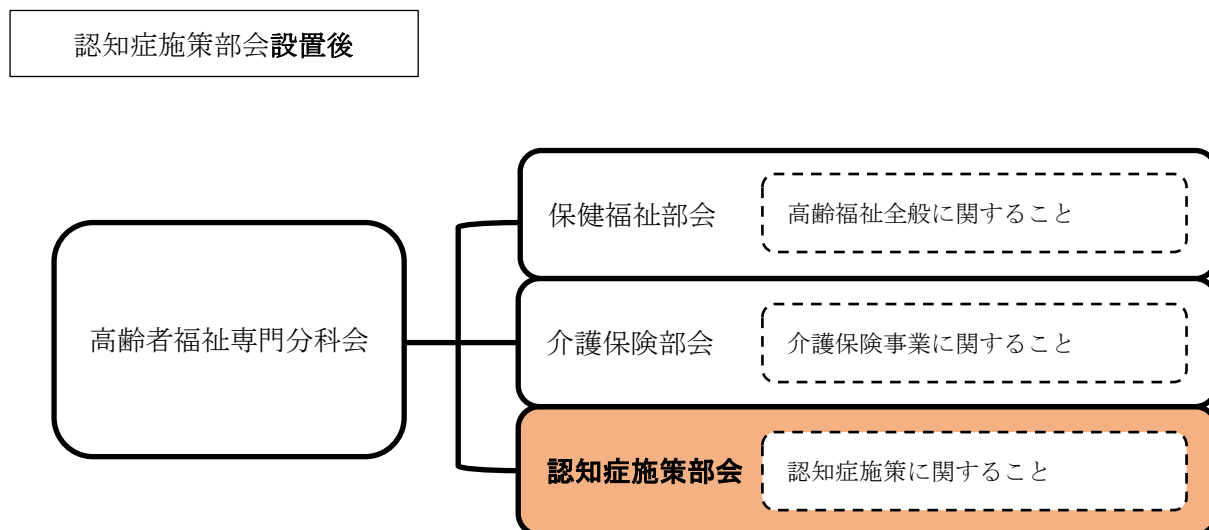 認知症施策部会設置後
保健福祉部会
高齢福祉全般に関すること
高齢者福祉専門分科会
介護保険部会
介護保険事業に関すること
認知症施策部会
認知症施策に関すること